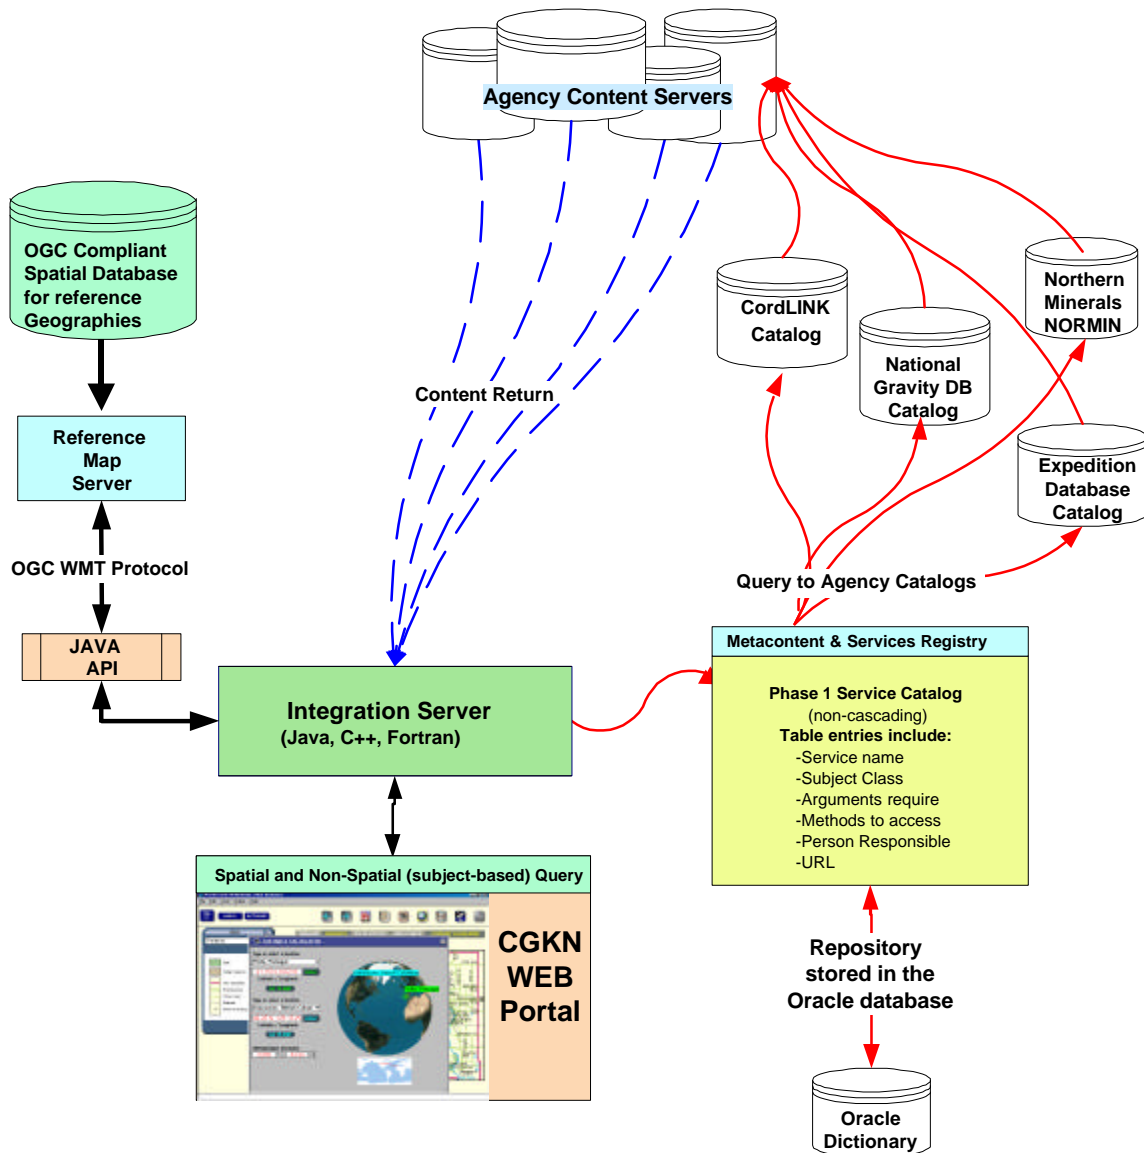 Agency Content Servers
OGC Compliant
Spatial Database
for reference
Geographies
CordLINK
Catalog
Northern
Minerals
NORMIN
National
Gravity DB
Catalog
Content Return
Reference
Map
Server
Expedition
Database
Catalog
OGC WMT Protocol
Query to Agency Catalogs
JAVA
API
Metacontent & Services Registry
Integration Server
(Java, C++, Fortran)
Phase 1 Service Catalog
(non-cascading)
Table entries include:
-Service name
-Subject Class
-Arguments require
-Methods to access
-Person Responsible
-URL
Spatial and Non-Spatial (subject-based) Query
CGKN
WEB
Portal
Repository
stored in the
Oracle database
Oracle
Dictionary